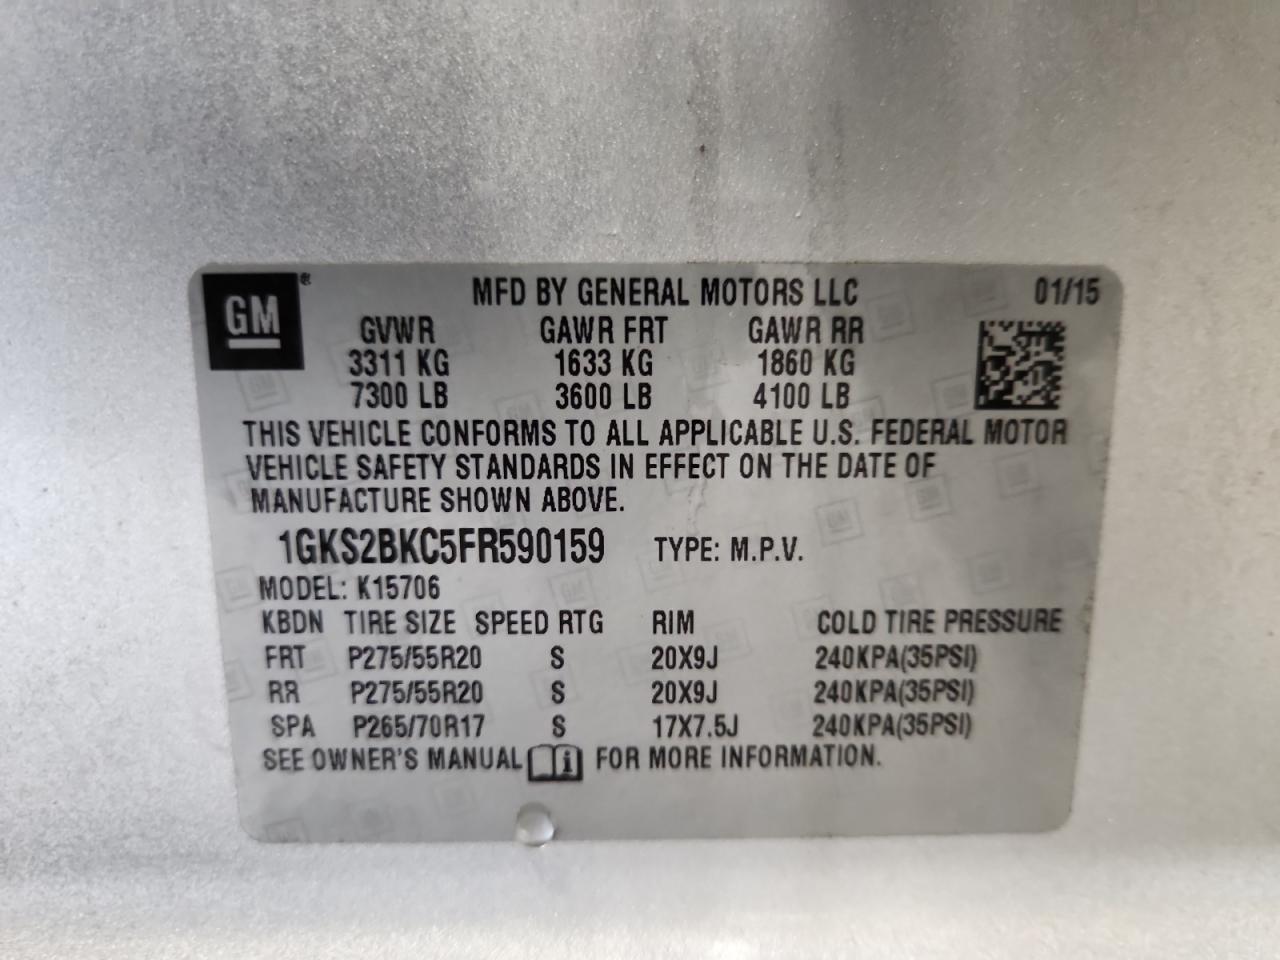 GM ® MFD BY GENERAL MOTORS LLC 01/15
GVWR GAWR FRT GAWR RR
3311 KG 1633 KG 1860 KG
7300 LB 3600 LB 4100 LB
THIS VEHICLE CONFORMS TO ALL APPLICABLE U.S. FEDERAL MOTOR
VEHICLE SAFETY STANDARDS IN EFFECT ON THE DATE OF
MANUFACTURE SHOWN ABOVE.
1GKS2BKC5FR590159 TYPE: M.P.V.
MODEL: K15706
KBDN TIRE SIZE SPEED RTG RIM COLD TIRE PRESSURE
FRT P275/55R20 S 20X9J 240KPA(35PSI)
RR P275/55R20 S 20X9J 240KPA(35PSI)
SPA P265/70R17 S 17X7.5J 240KPA(35PSI)
SEE OWNER'S MANUAL i FOR MORE INFORMATION.